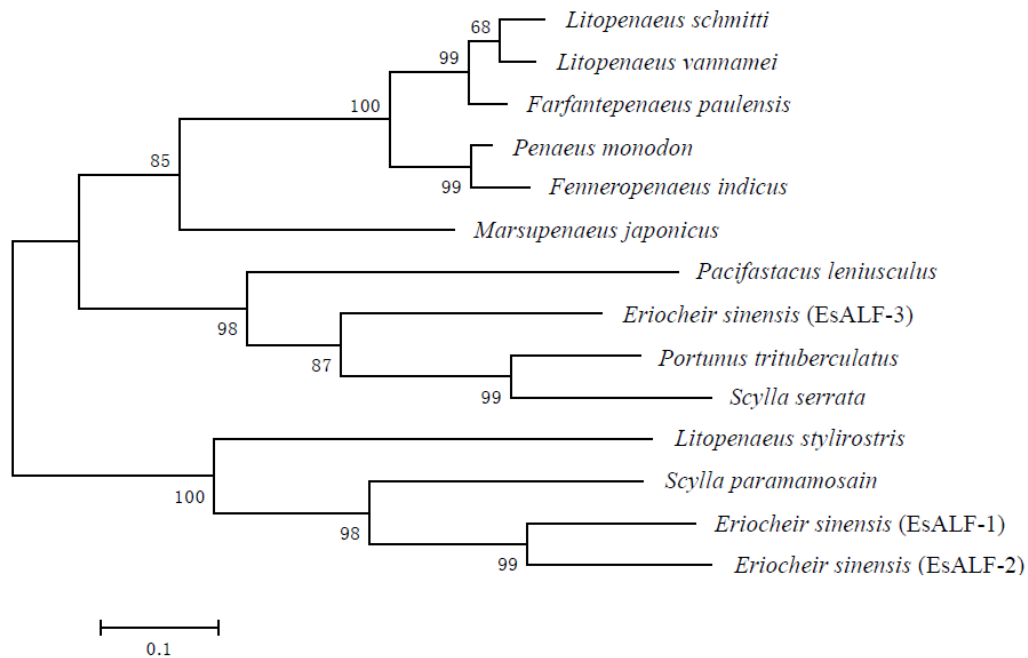 Litopenaeus schmitti
68
Litopenaeus vannamei
99
Farfantepenaeus paulensis
100
Penaeus monodon
85
99
Fenneropenaeus indicus
Marsupenaeus japonicus
Pacifastacus leniusculus
98
Eriocheir sinensis (EsALF-3)
87
Portunus trituberculatus
99
Scylla serrata
Litopenaeus stylirostris
100
Scylla paramamosain
98
Eriocheir sinensis (EsALF-1)
99
Eriocheir sinensis (EsALF-2)
0.1